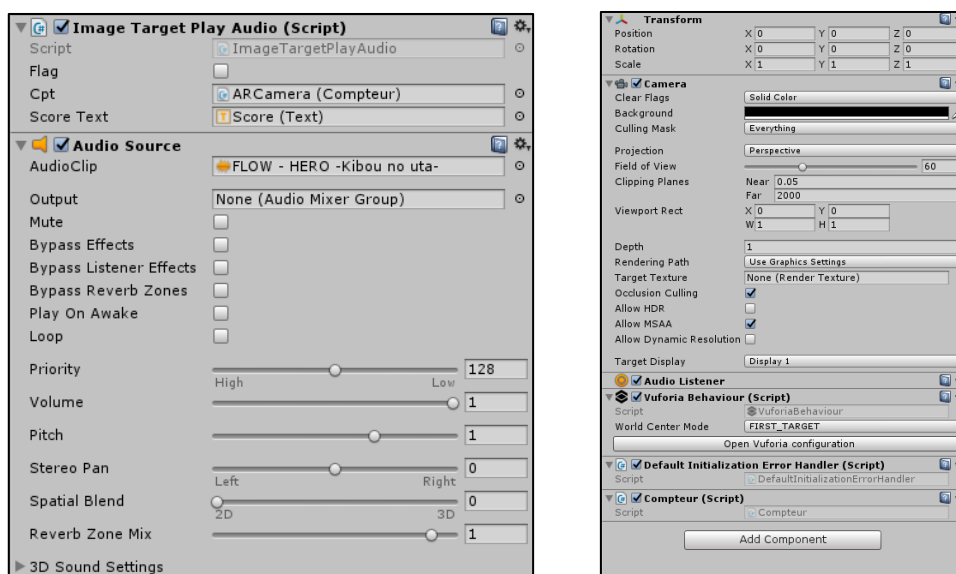 Image Target Play Audio (Script)
Script ImageTargetPlayAudio
Flag
Cpt ARCamera (Compteur)
Score Text Score (Text)
Audio Source
AudioClip FLOW - HERO -Kibou no uta-
Output None (Audio Mixer Group)
Mute
Bypass Effects
Bypass Listener Effects
Bypass Reverb Zones
Play On Awake
Loop
Priority 128
High Low
Volume 1
Pitch 1
Stereo Pan 0
Left Right
Spatial Blend 0
2D 3D
Reverb Zone Mix 1
3D Sound Settings
Transform
Position X 0 Y 0 Z 0
Rotation X 0 Y 0 Z 0
Scale X 1 Y 1 Z 1
Camera
Clear Flags Solid Color
Background
Culling Mask Everything
Projection Perspective
Field of View 60
Clipping Planes Near 0.05
Far 2000
Viewport Rect X 0 Y 0
W 1 H 1
Depth 1
Rendering Path Use Graphics Settings
Target Texture None (Render Texture)
Occlusion Culling
Allow HDR
Allow MSAA
Allow Dynamic Resolution
Target Display Display 1
Audio Listener
Vuforia Behaviour (Script)
Script VuforiaBehaviour
World Center Mode FIRST_TARGET
Open Vuforia configuration
Default Initialization Error Handler (Script)
Script DefaultInitializationErrorHandler
Compteur (Script)
Script Compteur
Add Component